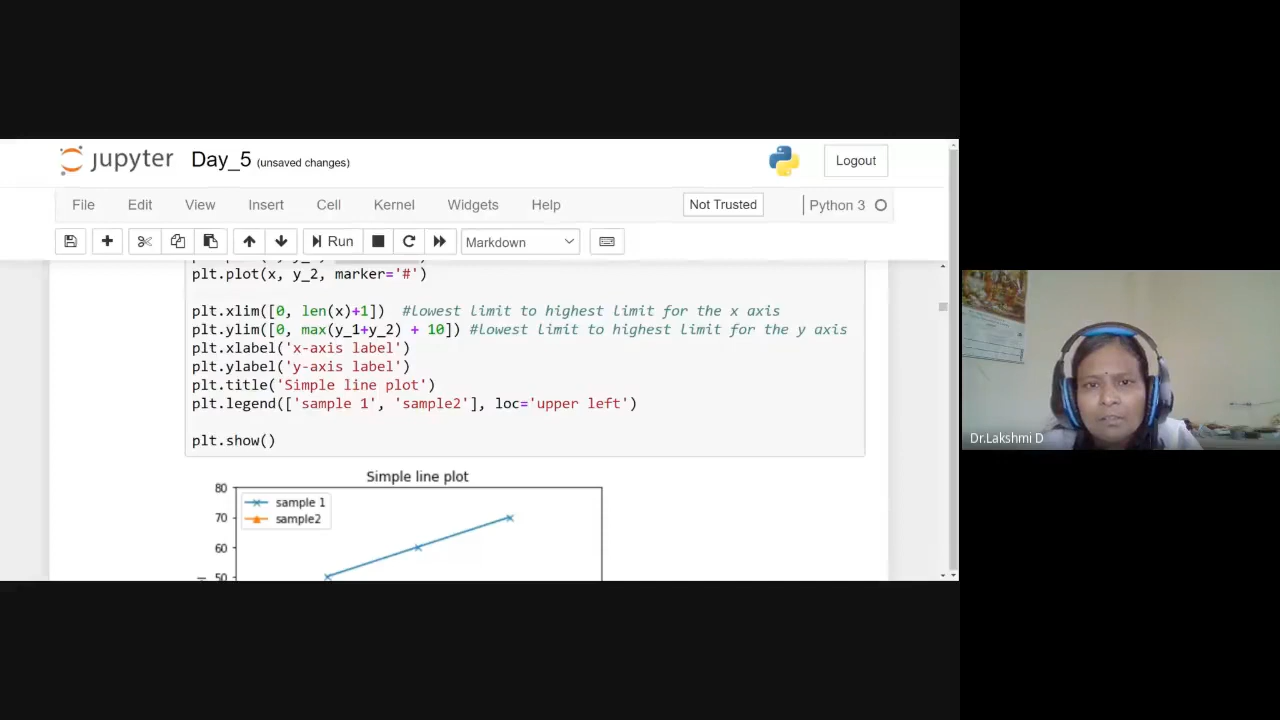 jupyter Day_5 (unsaved changes)
Logout
File Edit View Insert Cell Kernel Widgets Help
Not Trusted
Python 3
Run
Markdown
plt.plot(x, y_2, marker='#')
plt.xlim([0, len(x)+1]) #lowest limit to highest limit for the x axis
plt.ylim([0, max(y_1+y_2) + 10]) #lowest limit to highest limit for the y axis
plt.xlabel('x-axis label')
plt.ylabel('y-axis label')
plt.title('Simple line plot')
plt.legend(['sample 1', 'sample2'], loc='upper left')
plt.show()
Simple line plot
80
70
60
50
sample 1
sample2
Dr.Lakshmi D